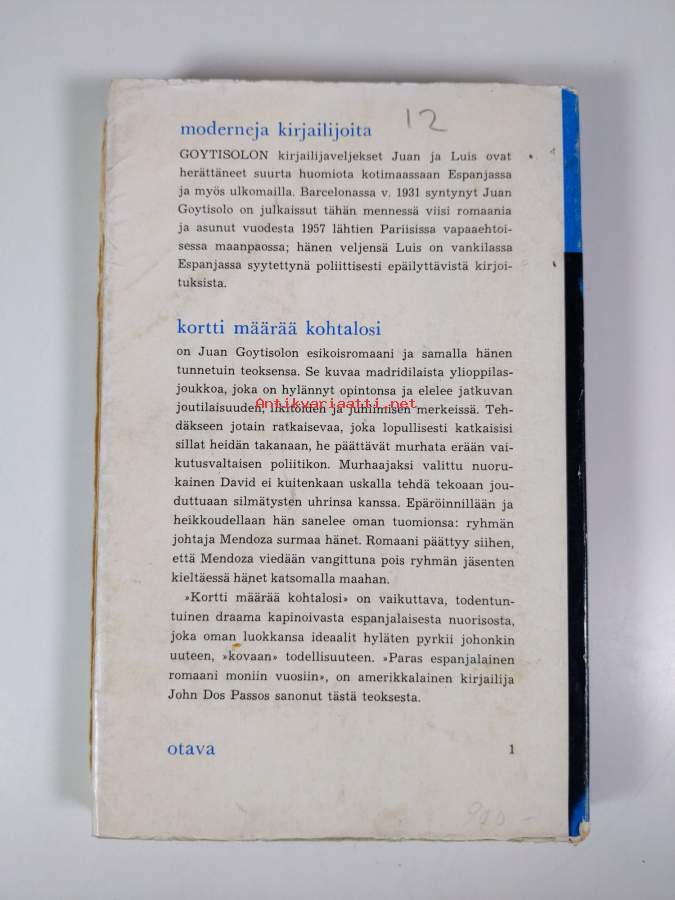 12
moderneja kirjailijoita
GOYTISOLON kirjailijaveljekset Juan ja Luis ovat
herättäneet suurta huomiota kotimaassaan Espanjassa
ja myös ulkomailla. Barcelonassa v. 1931 syntynyt Juan
Goytisolo on julkaissut tähän mennessä viisi romaania
ja asunut vuodesta 1957 lähtien Pariisissa vapaaehtoi-
sessa maanpaossa; hänen veljensä Luis on vankilassa
Espanjassa syytettynä poliittisesti epäilyttävistä kirjoi-
tuksista.
kortti määrää kohtalosi
on Juan Goytisolon esikoisromaani ja samalla hänen
tunnetuin teoksensa. Se kuvaa madridilaista ylioppilas-
joukkoa, joka on hylännyt opintonsa ja elelee jatkuvan
Antikvariaatti.net
joutilaisuuden, ilkitöiden ja juhlimisen merkeissä. Teh-
däkseen jotain ratkaisevaa, joka lopullisesti katkaisisi
sillat heidän takanaan, he päättävät murhata erään vai-
kutusvaltaisen poliitikon. Murhaajaksi valittu nuoru-
kainen David ei kuitenkaan uskalla tehdä tekoaan jou-
duttuaan silmätysten uhrinsa kanssa. Epäröinnillään ja
heikkoudellaan hän sanelee oman tuomionsa: ryhmän
johtaja Mendoza surmaa hänet. Romaani päättyy siihen,
että Mendoza viedään vangittuna pois ryhmän jäsenten
kieltäessä hänet katsomalla maahan.
»Kortti määrää kohtalosi» on vaikuttava, todentun-
tuinen draama kapinoivasta espanjalaisesta nuorisosta,
joka oman luokkansa ideaalit hyläten pyrkii johonkin
uuteen, »kovaan» todellisuuteen. »Paras espanjalainen
romaani moniin vuosiin», on amerikkalainen kirjailija
John Dos Passos sanonut tästä teoksesta.
otava
1